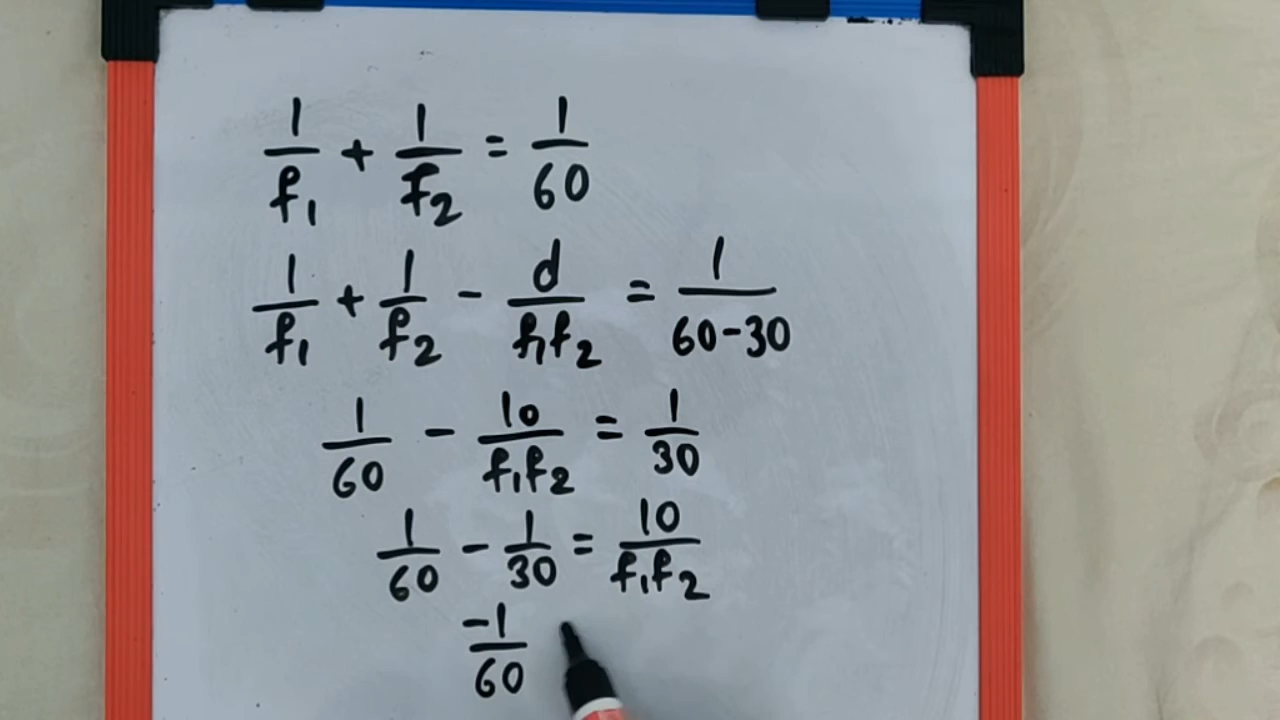 1/f₁ + 1/f₂ = 1/60
1/f₁ + 1/f₂ - d/f₁f₂ = 1/(60-30)
1/60 - 10/f₁f₂ = 1/30
1/60 - 1/30 = 10/f₁f₂
-1/60